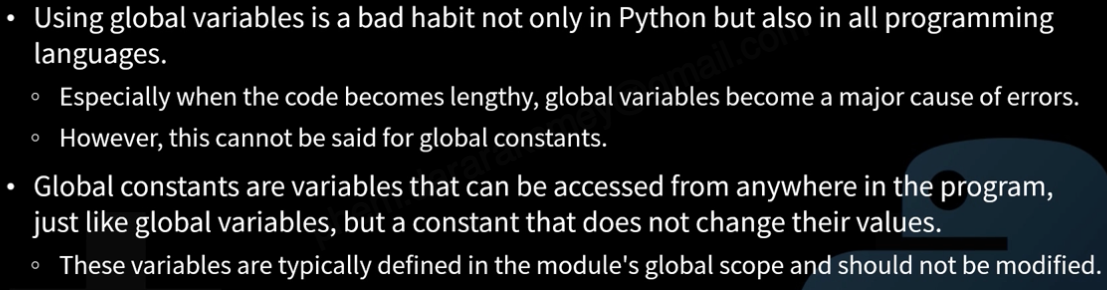 • Using global variables is a bad habit not only in Python but also in all programming
languages.
◦ Especially when the code becomes lengthy, global variables become a major cause of errors.
◦ However, this cannot be said for global constants.
• Global constants are variables that can be accessed from anywhere in the program,
just like global variables, but a constant that does not change their values.
◦ These variables are typically defined in the module's global scope and should not be modified.